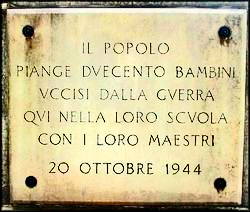 IL POPOLO
PIANGE DVECENTO BAMBINI
VCCISI DALLA GVERRA
QVI NELLA LORO SCVOLA
CON I LORO MAESTRI
20 OTTOBRE 1944